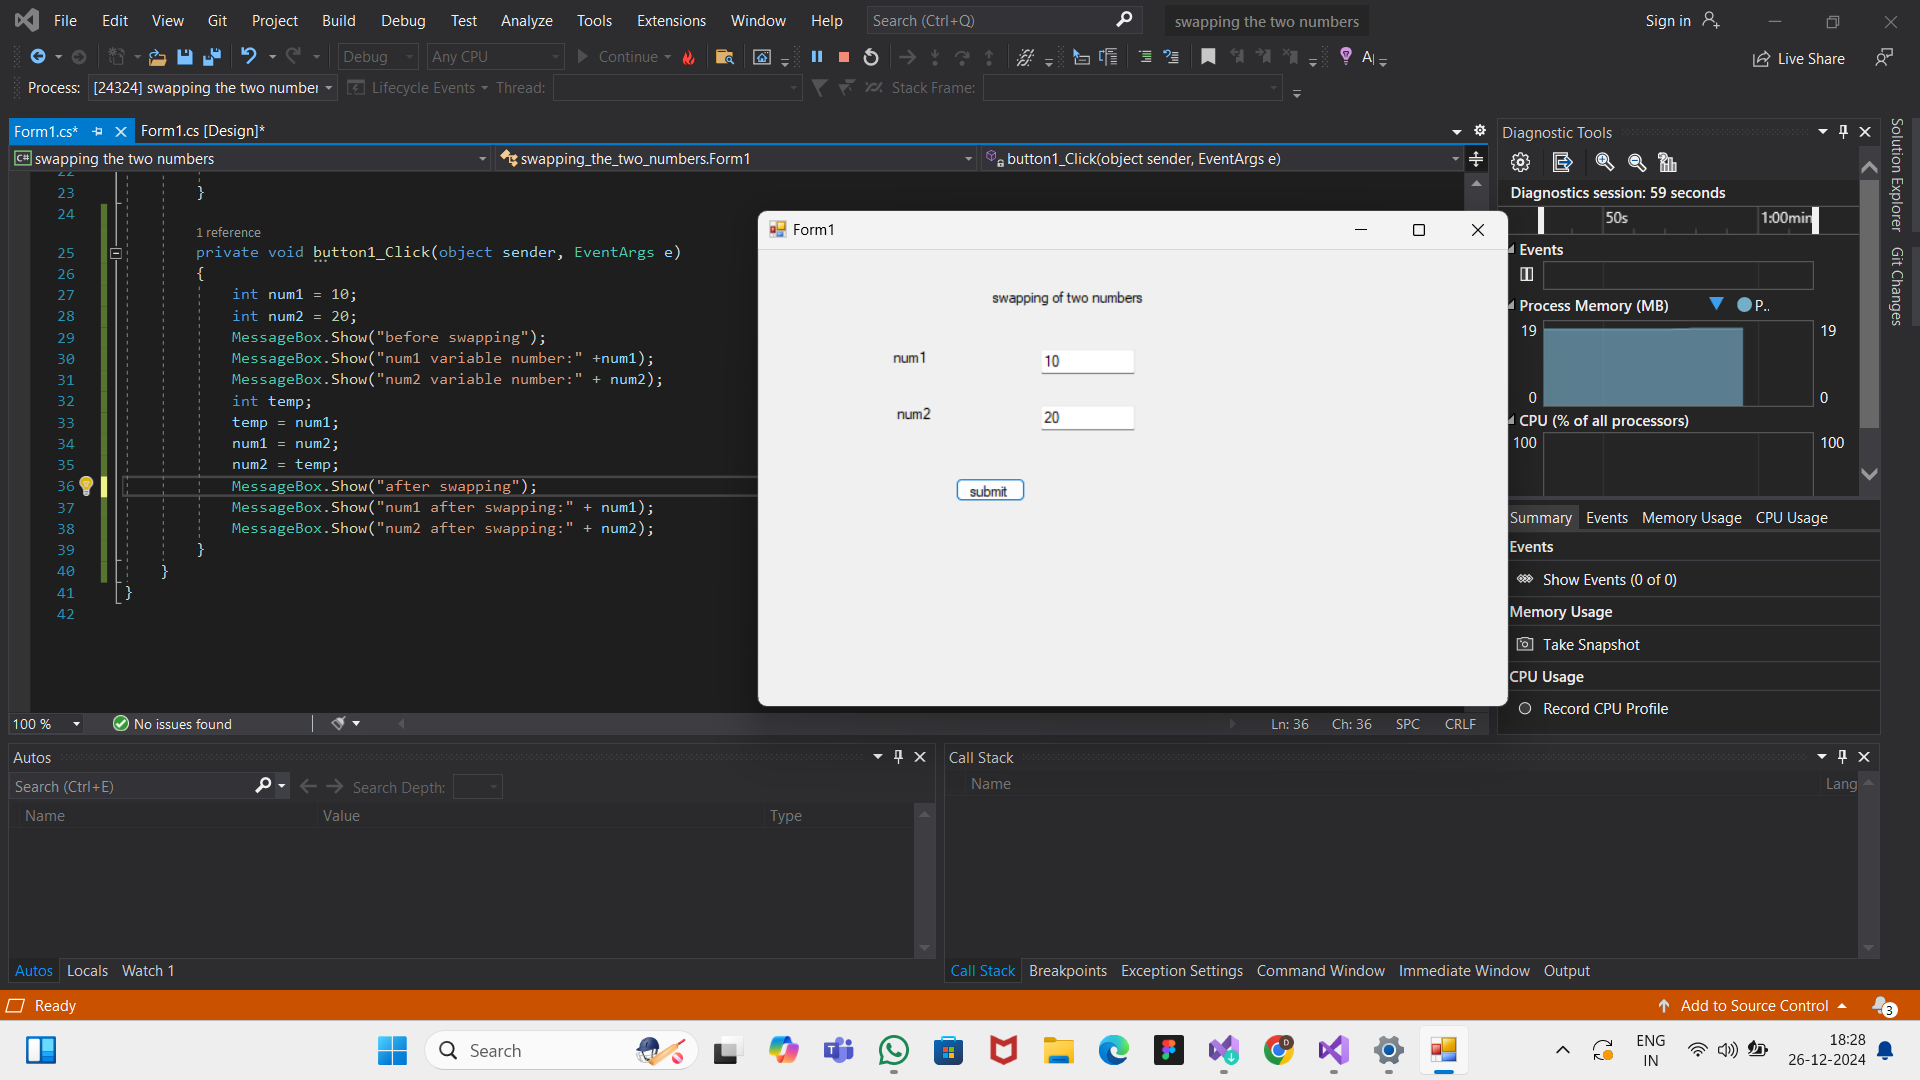 File Edit View Git Project Build Debug Test Analyze Tools Extensions Window Help Search (Ctrl+Q) swapping the two numbers Sign in
Debug Any CPU Continue Live Share
Process: [24324] swapping the two number Lifecycle Events Thread: Stack Frame:
Form1.cs* Form1.cs [Design]*
C# swapping the two numbers swapping_the_two_numbers.Form1 button1_Click(object sender, EventArgs e)
22
23 }
24
1 reference
25 private void button1_Click(object sender, EventArgs e)
26 {
27 int num1 = 10;
28 int num2 = 20;
29 MessageBox.Show("before swapping");
30 MessageBox.Show("num1 variable number:" +num1);
31 MessageBox.Show("num2 variable number:" + num2);
32 int temp;
33 temp = num1;
34 num1 = num2;
35 num2 = temp;
36 MessageBox.Show("after swapping");
37 MessageBox.Show("num1 after swapping:" + num1);
38 MessageBox.Show("num2 after swapping:" + num2);
39 }
40 }
41 }
42
100 % No issues found Ln: 36 Ch: 36 SPC CRLF
Form1
swapping of two numbers
num1 10
num2 20
submit
Diagnostic Tools
Diagnostics session: 59 seconds
50s 1:00min
Events
Process Memory (MB) P..
19 19
0 0
CPU (% of all processors)
100 100
Summary Events Memory Usage CPU Usage
Events
Show Events (0 of 0)
Memory Usage
Take Snapshot
CPU Usage
Record CPU Profile
Solution Explorer
Git Changes
Autos
Search (Ctrl+E) Search Depth:
Name Value Type
Autos Locals Watch 1
Call Stack
Name Lang
Call Stack Breakpoints Exception Settings Command Window Immediate Window Output
Ready Add to Source Control 3
Search
ENG
IN
18:28
26-12-2024